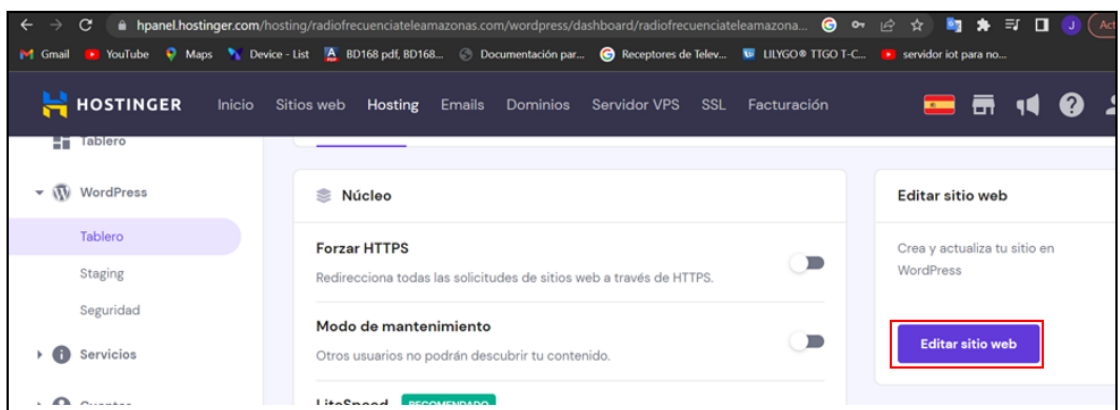 hpanel.hostinger.com/hosting/radiofrecuenciateleamazonas.com/wordpress/dashboard/radiofrecuenciateleamazona...
J
Gmail YouTube Maps Device - List BD168 pdf, BD168... Documentación par... Receptores de Telev... LILYGO® TTGO T-C... servidor iot para no...
HOSTINGER Inicio Sitios web Hosting Emails Dominios Servidor VPS SSL Facturación
Tablero
WordPress
Tablero
Staging
Seguridad
Servicios
Cuentas
Núcleo
Forzar HTTPS
Redirecciona todas las solicitudes de sitios web a través de HTTPS.
Modo de mantenimiento
Otros usuarios no podrán descubrir tu contenido.
LiteSpeed RECOMENDADO
Editar sitio web
Crea y actualiza tu sitio en
WordPress
Editar sitio web